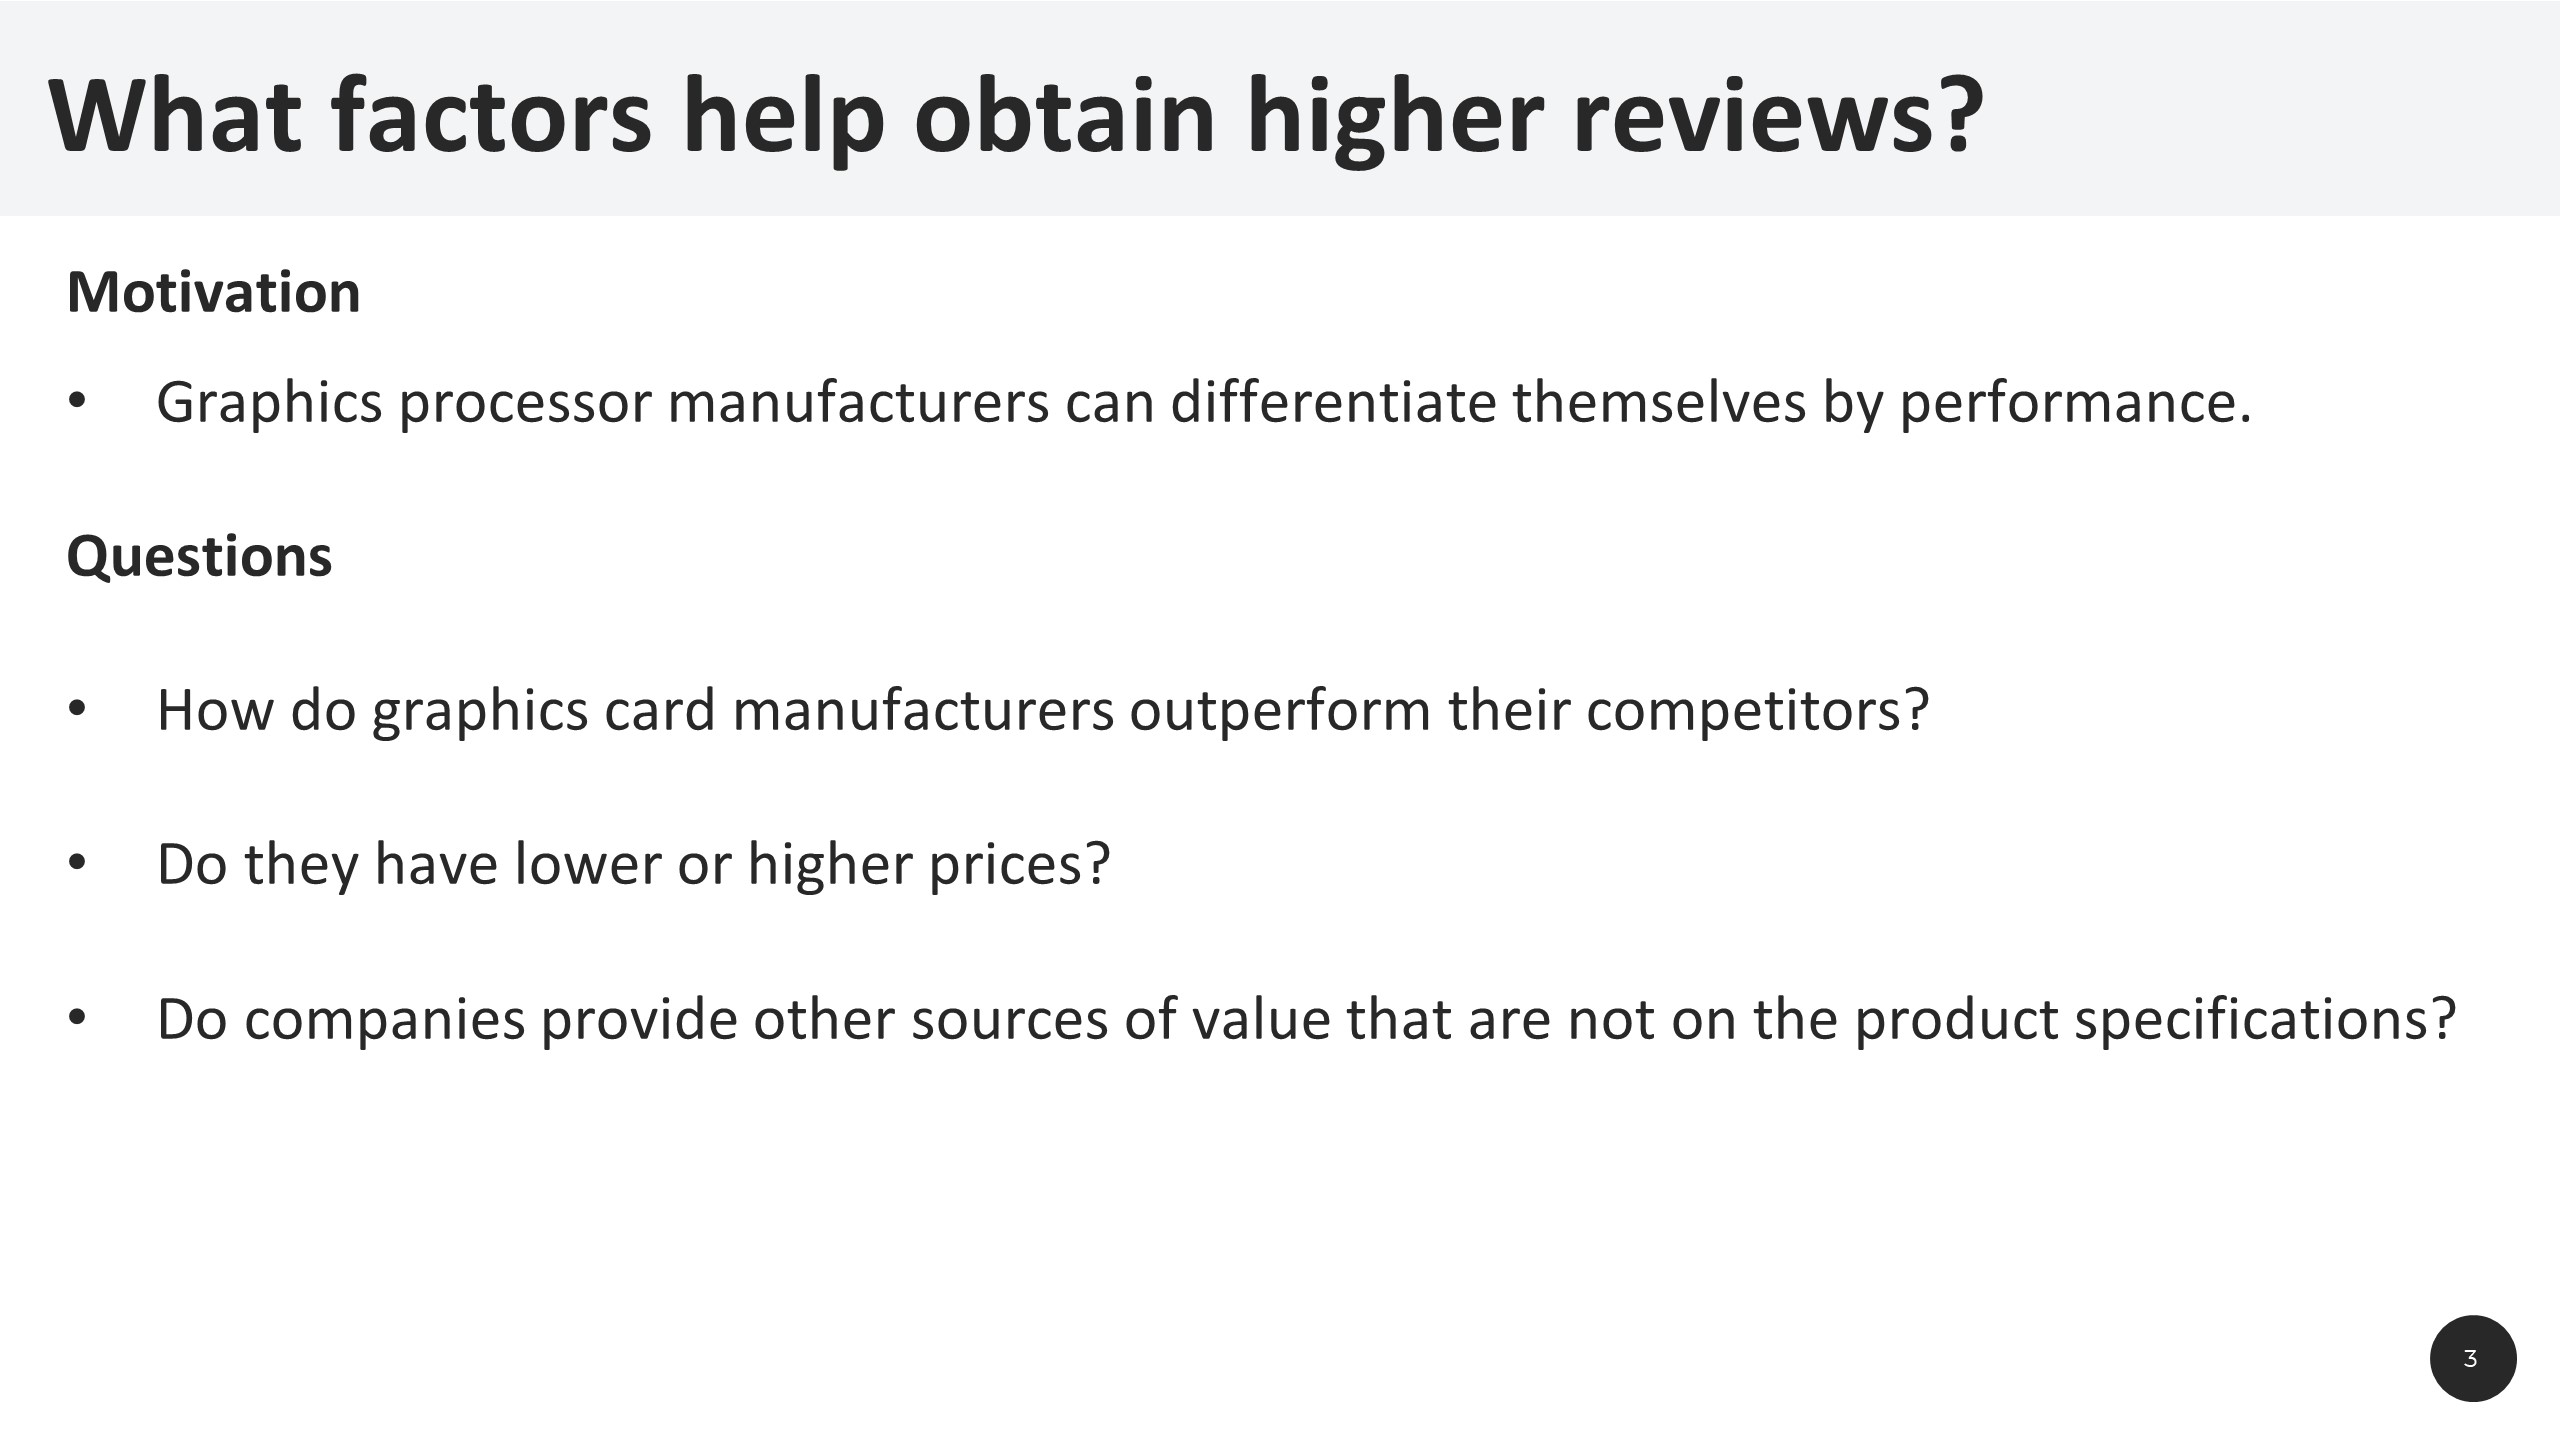 What factors help obtain higher reviews?
Motivation
• Graphics processor manufacturers can differentiate themselves by performance.
Questions
• How do graphics card manufacturers outperform their competitors?
• Do they have lower or higher prices?
• Do companies provide other sources of value that are not on the product specifications?
3